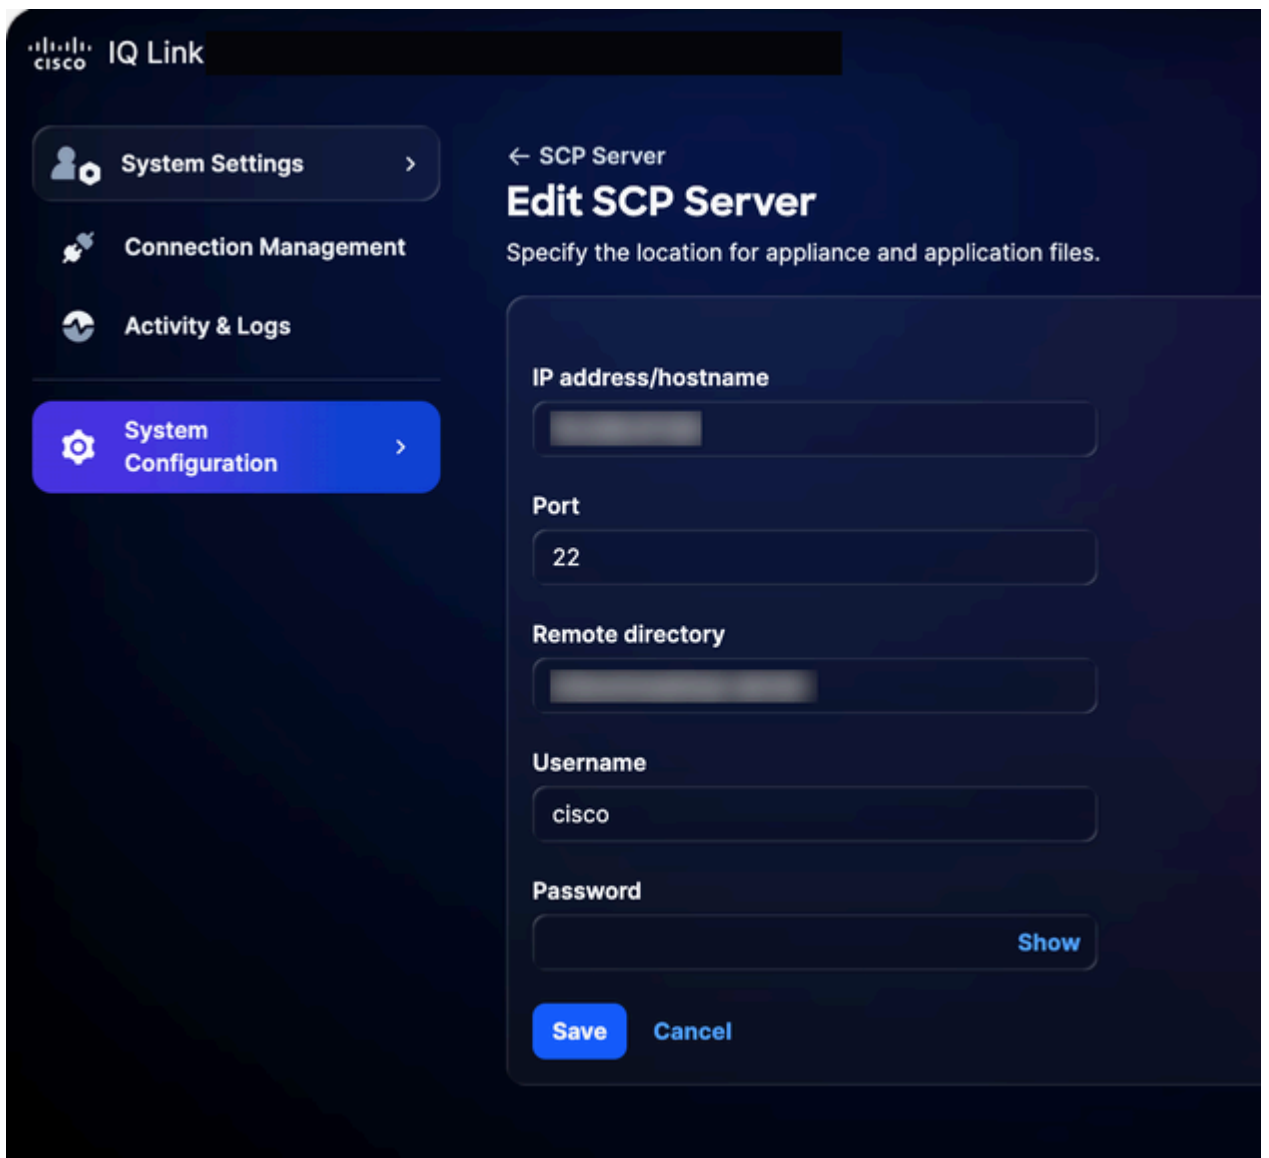 cisco
IQ Link
System Settings
Connection Management
Activity & Logs
System
Configuration
← SCP Server
Edit SCP Server
Specify the location for appliance and application files.
IP address/hostname
Port
22
Remote directory
Username
cisco
Password
Show
Save
Cancel